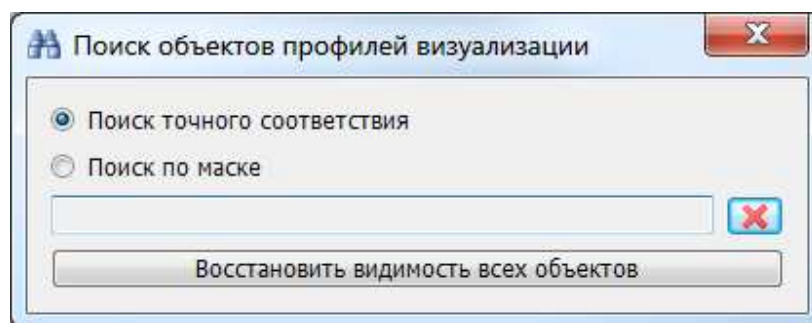 Поиск объектов профилей визуализации
Поиск точного соответствия
Поиск по маске
Восстановить видимость всех объектов